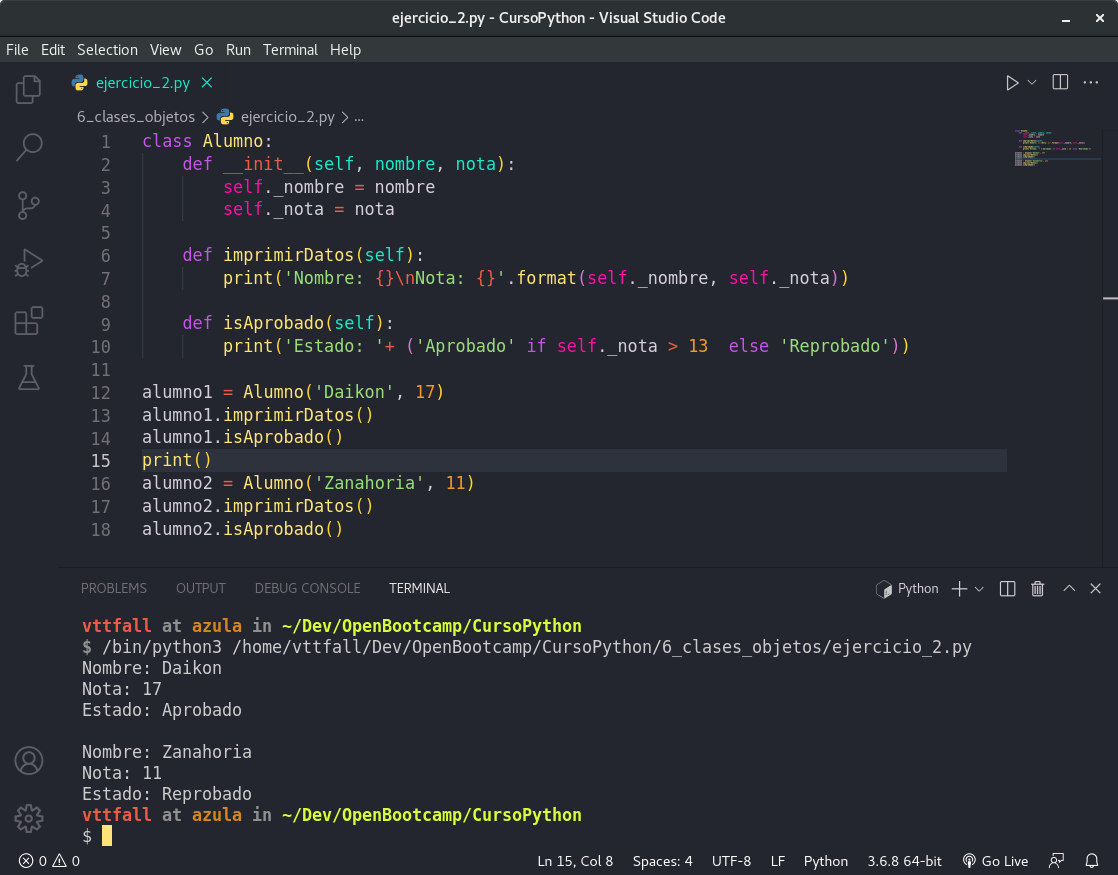 ejercicio_2.py - CursoPython - Visual Studio Code
File Edit Selection View Go Run Terminal Help
ejercicio_2.py
6_clases_objetos > ejercicio_2.py > ...
1 class Alumno:
2     def __init__(self, nombre, nota):
3         self._nombre = nombre
4         self._nota = nota
5
6     def imprimirDatos(self):
7         print('Nombre: {}\nNota: {}'.format(self._nombre, self._nota))
8
9     def isAprobado(self):
10         print('Estado: '+ ('Aprobado' if self._nota > 13  else 'Reprobado'))
11
12 alumno1 = Alumno('Daikon', 17)
13 alumno1.imprimirDatos()
14 alumno1.isAprobado()
15 print()
16 alumno2 = Alumno('Zanahoria', 11)
17 alumno2.imprimirDatos()
18 alumno2.isAprobado()
PROBLEMS OUTPUT DEBUG CONSOLE TERMINAL Python
vttfall at azula in ~/Dev/OpenBootcamp/CursoPython
$ /bin/python3 /home/vttfall/Dev/OpenBootcamp/CursoPython/6_clases_objetos/ejercicio_2.py
Nombre: Daikon
Nota: 17
Estado: Aprobado
Nombre: Zanahoria
Nota: 11
Estado: Reprobado
vttfall at azula in ~/Dev/OpenBootcamp/CursoPython
$
0 0 Ln 15, Col 8 Spaces: 4 UTF-8 LF Python 3.6.8 64-bit Go Live